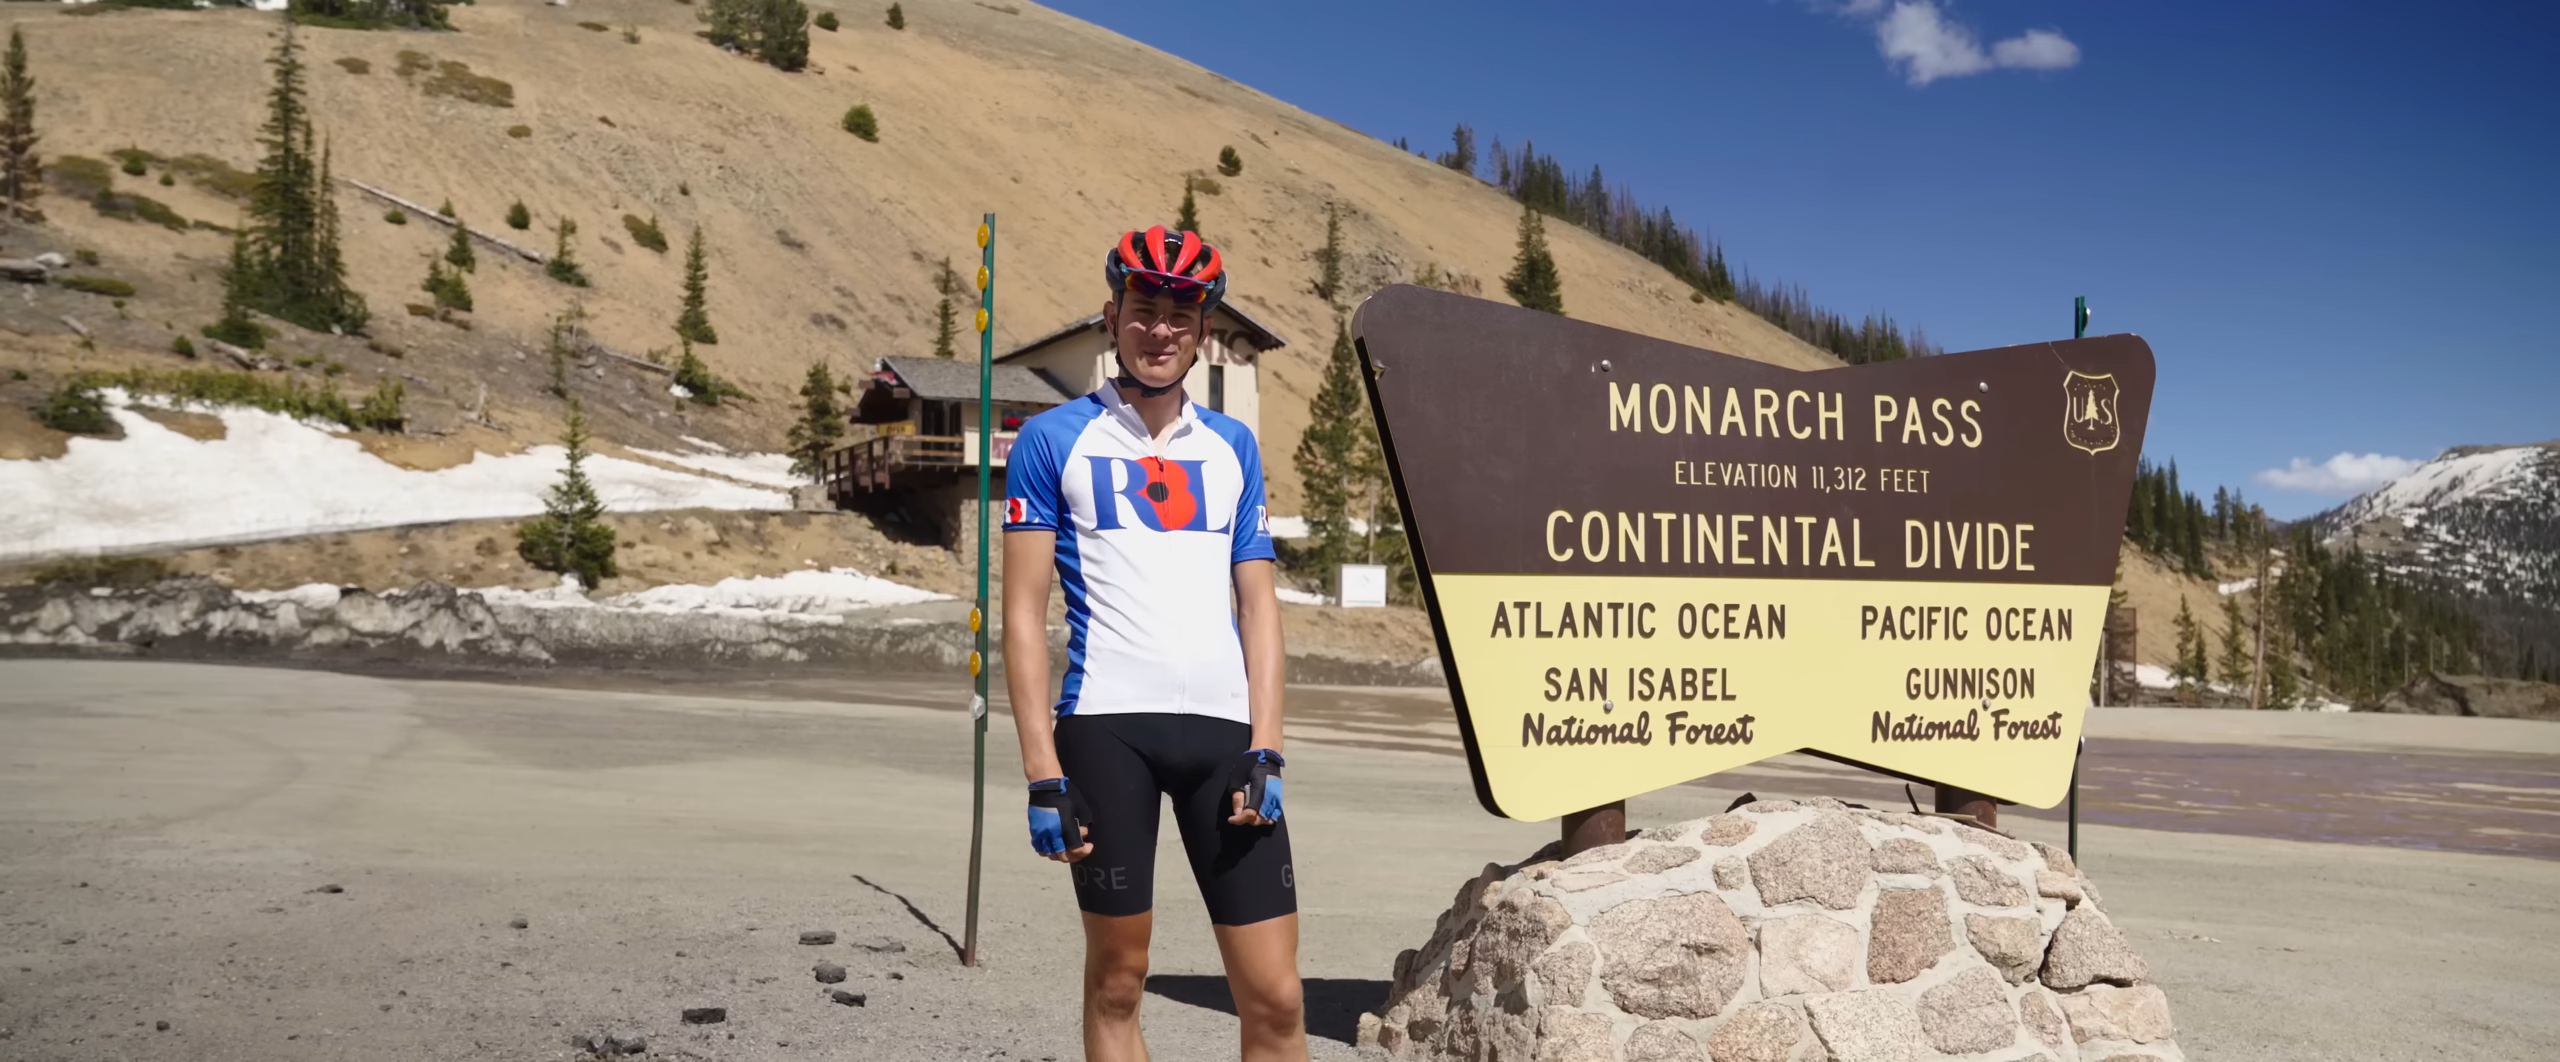 MONARCH PASS
ELEVATION 11,312 FEET
CONTINENTAL DIVIDE
US
ATLANTIC OCEAN
PACIFIC OCEAN
SAN ISABEL
National Forest
GUNNISON
National Forest
RBL